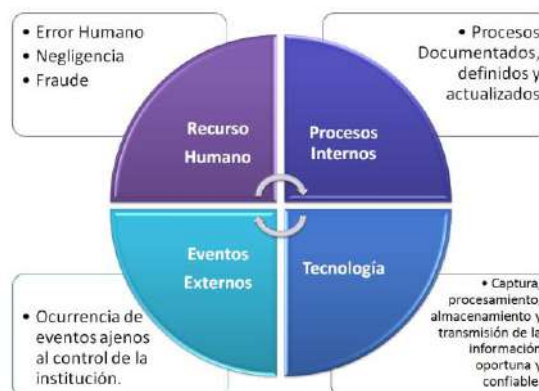 • Error Humano
• Negligencia
• Fraude
• Procesos
Documentados,
definidos y
actualizados
Recurso
Humano
Procesos
Internos
Eventos
Externos
Tecnología
• Ocurrencia de
eventos ajenos
al control de la
institución.
• Captura,
procesamiento,
almacenamiento y
transmisión de la
información
oportuna y
confiable